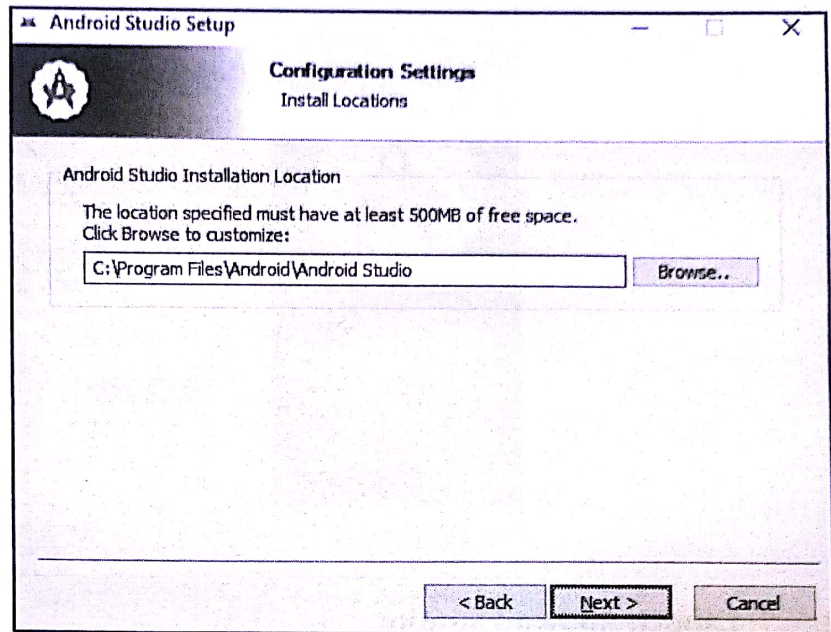 Android Studio Setup
Configuration Settings
Install Locations
Android Studio Installation Location
The location specified must have at least 500MB of free space.
Click Browse to customize:
C:\Program Files\Android\Android Studio
Browse..
< Back
Next >
Cancel